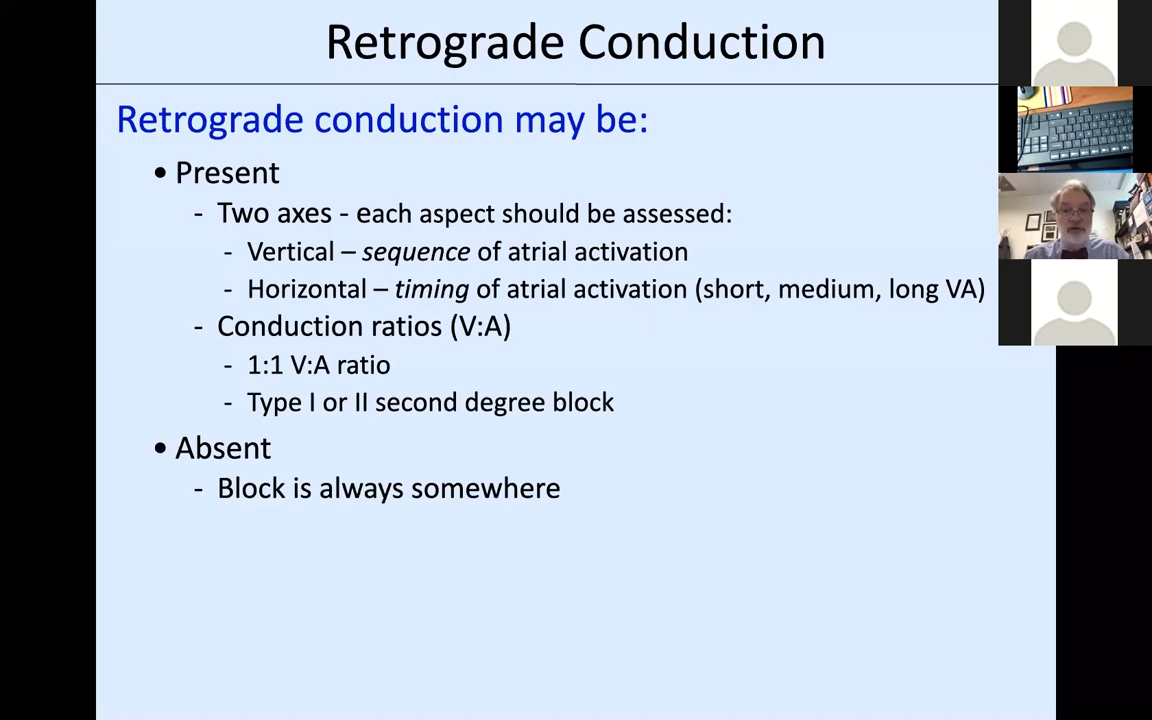 Retrograde Conduction
Retrograde conduction may be:
• Present
- Two axes - each aspect should be assessed:
- Vertical – sequence of atrial activation
- Horizontal – timing of atrial activation (short, medium, long VA)
- Conduction ratios (V:A)
- 1:1 V:A ratio
- Type I or II second degree block
• Absent
- Block is always somewhere